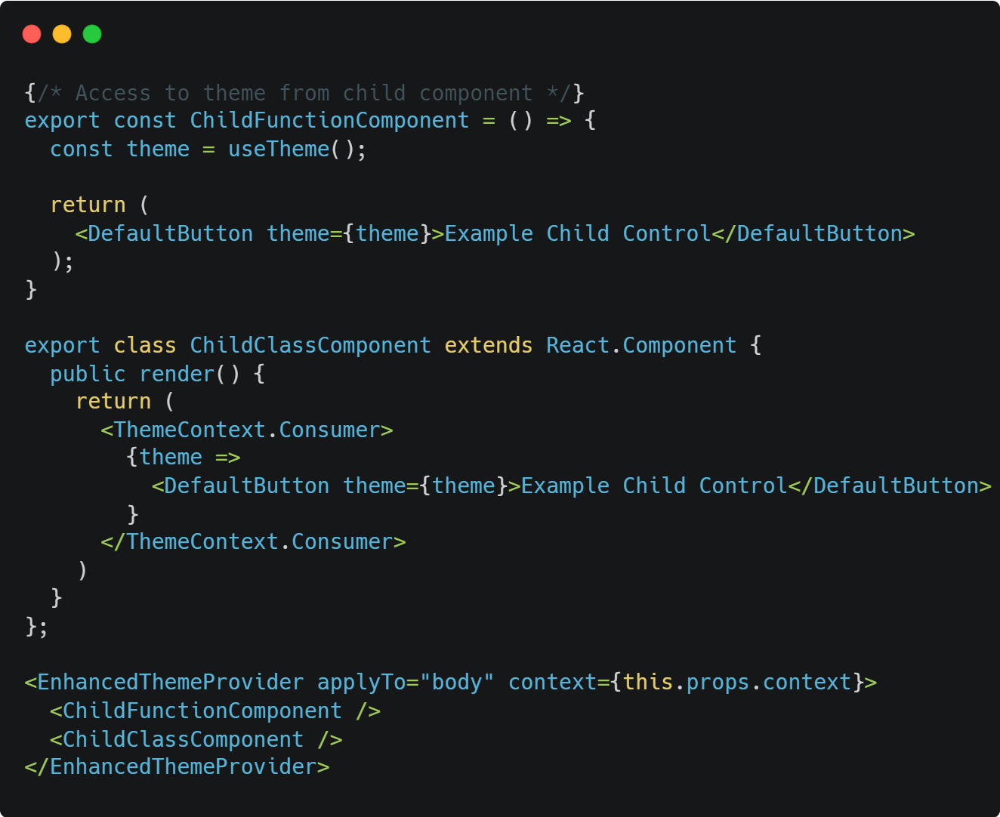 {/* Access to theme from child component */}
export const ChildFunctionComponent = () => {
  const theme = useTheme();

  return (
    <DefaultButton theme={theme}>Example Child Control</DefaultButton>
  );
}

export class ChildClassComponent extends React.Component {
  public render() {
    return (
      <ThemeContext.Consumer>
        {theme =>
          <DefaultButton theme={theme}>Example Child Control</DefaultButton>
        }
      </ThemeContext.Consumer>
    )
  }
};

<EnhancedThemeProvider applyTo="body" context={this.props.context}>
  <ChildFunctionComponent />
  <ChildClassComponent />
</EnhancedThemeProvider>